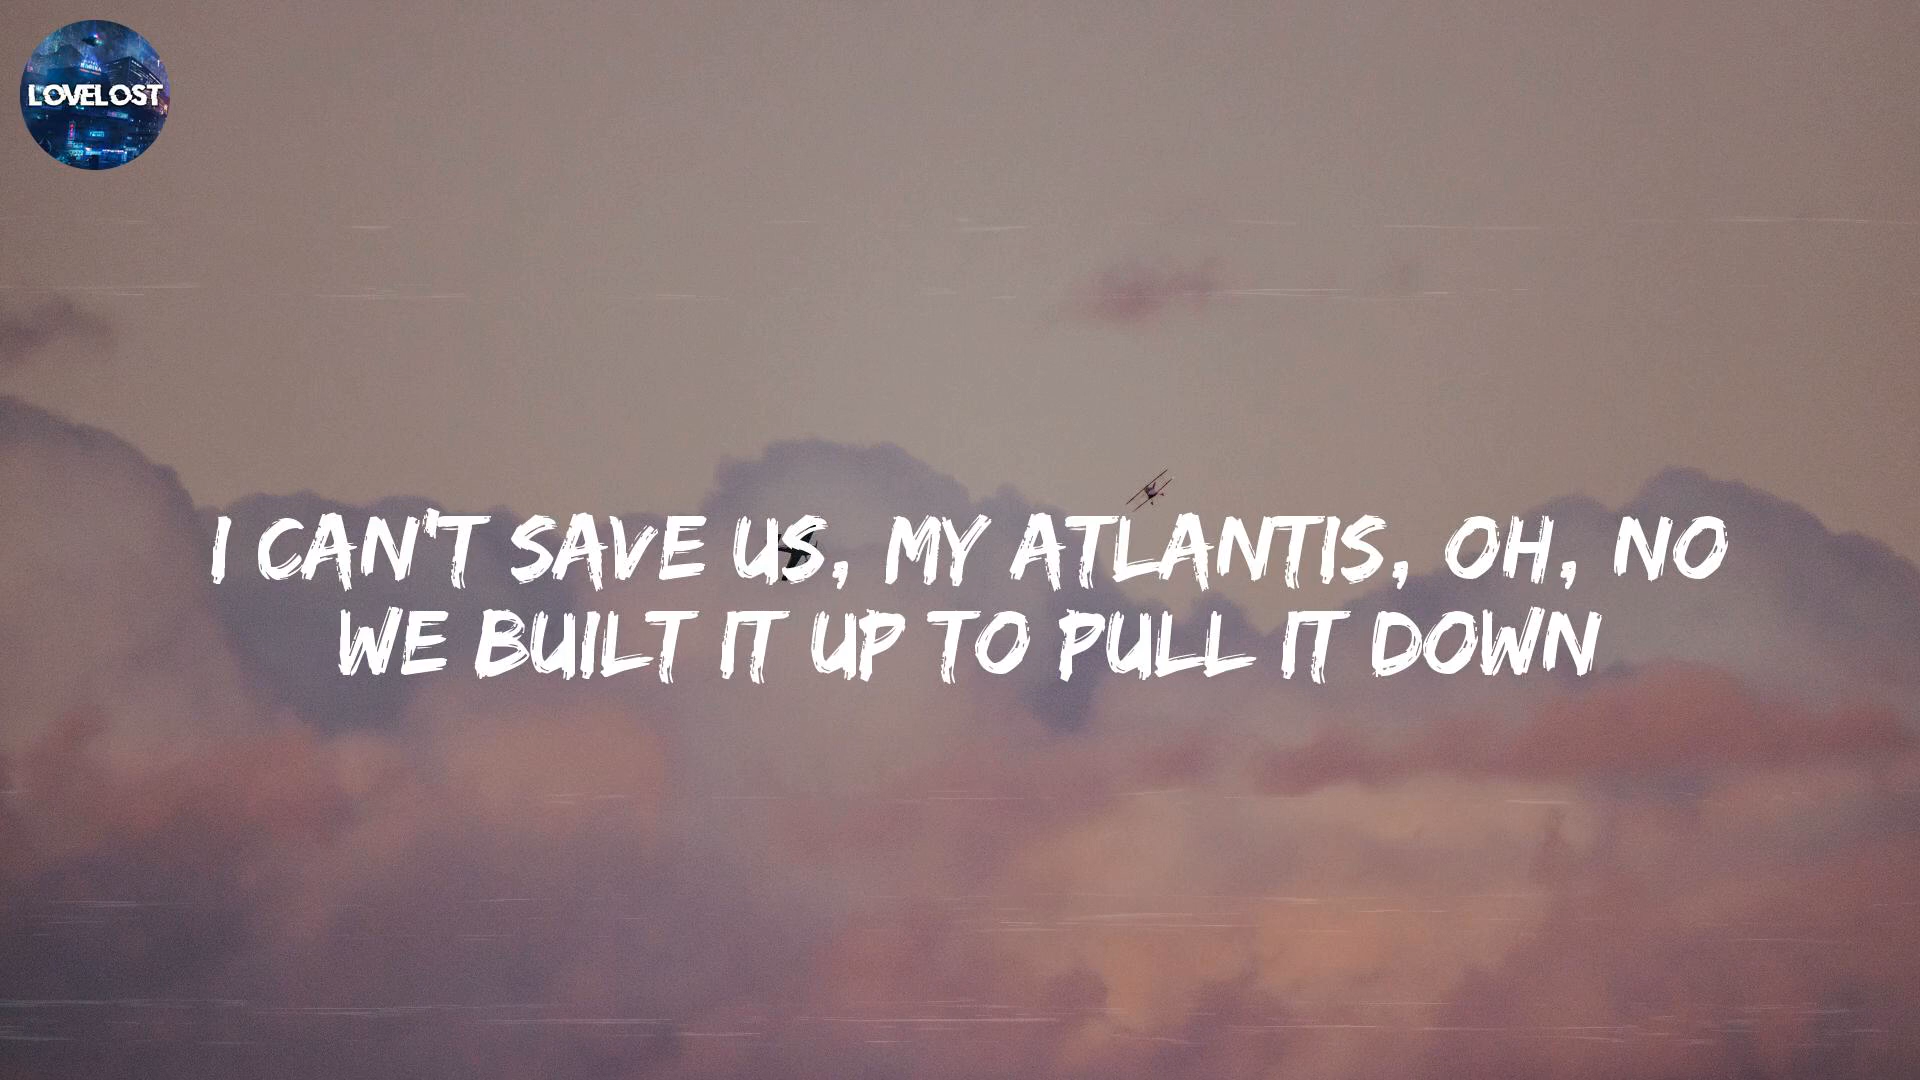 LOVELOST
I CAN'T SAVE US, MY ATLANTIS, OH, NO
WE BUILT IT UP TO PULL IT DOWN